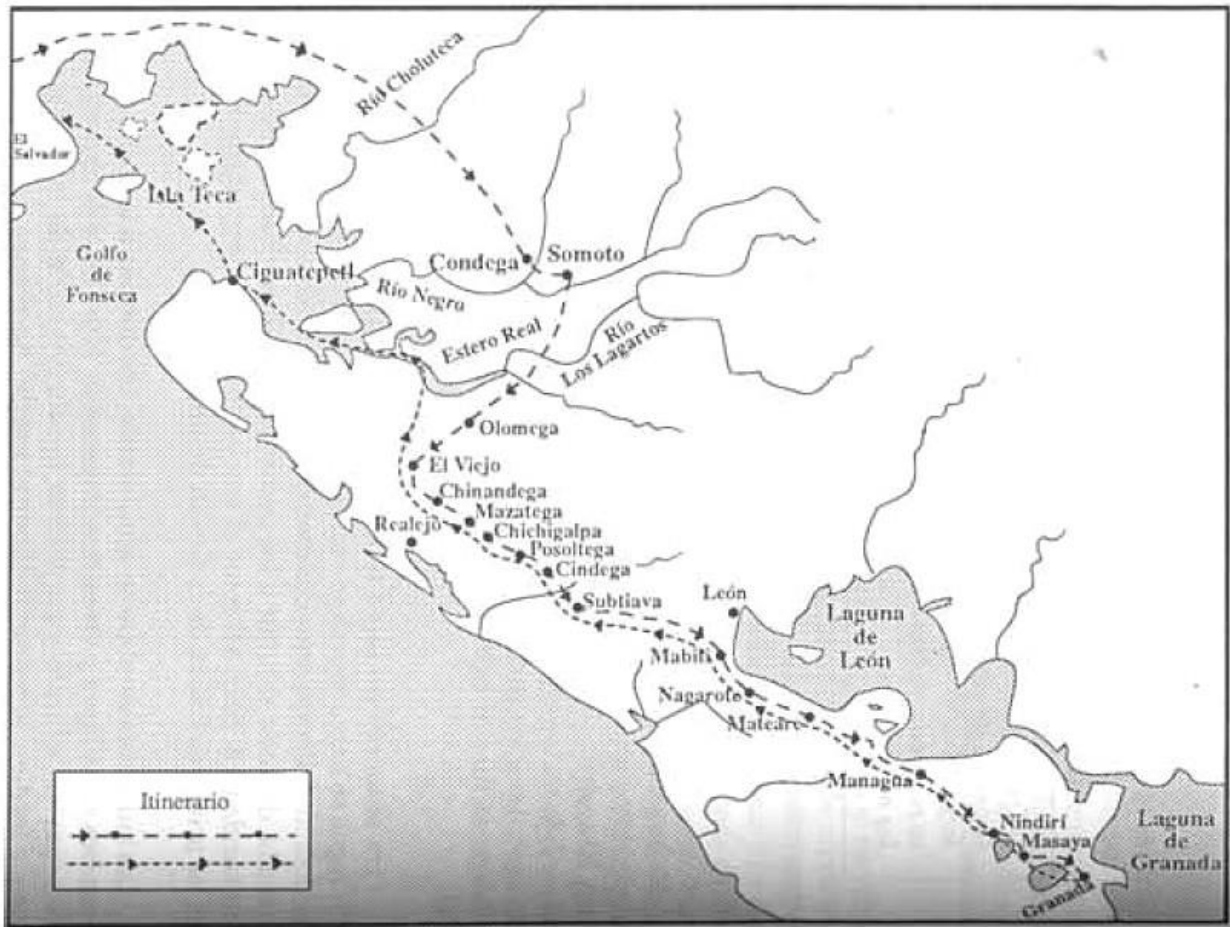 Río Choluteca
El
Salvador
Isla Teca
Golfo
de
Fonseca
Ciguatepetl
Condega
Somoto
Río Negro
Estero Real
Río
Los Lagartos
Olomega
El Viejo
Chinandega
Mazatega
Realejo
Chichigalpa
Posoltega
Cindega
Subtiava
León
Laguna
de
León
Mabiti
Nagarote
Mateare
Managua
Nindirí
Masaya
Laguna
de
Granada
Granada
Itinerario